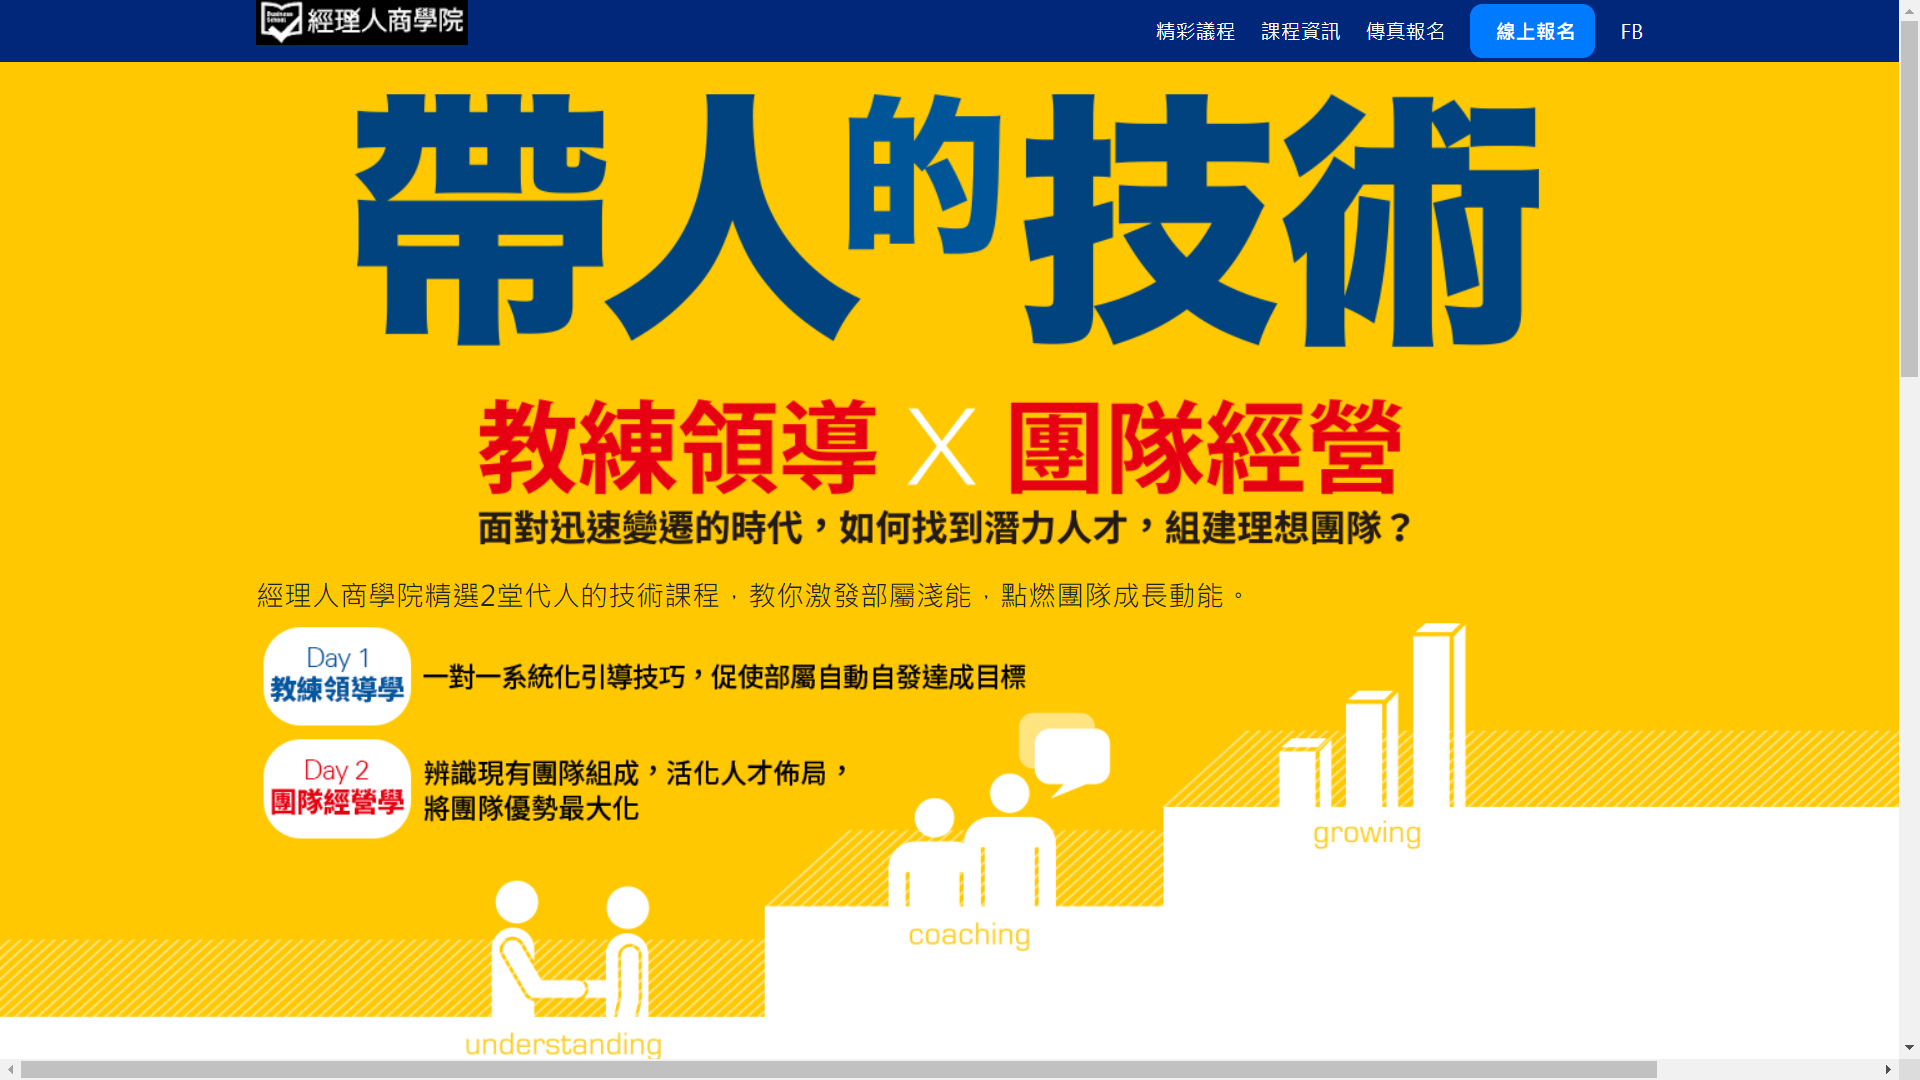 Business School 經理人商學院
精彩議程 課程資訊 傳真報名 線上報名 FB
帶人的技術
教練領導 X 團隊經營
面對迅速變遷的時代，如何找到潛力人才，組建理想團隊？
經理人商學院精選2堂代人的技術課程，教你激發部屬淺能，點燃團隊成長動能。
Day 1
教練領導學
一對一系統化引導技巧，促使部屬自動自發達成目標
Day 2
團隊經營學
辨識現有團隊組成，活化人才佈局，
將團隊優勢最大化
growing
coaching
understanding